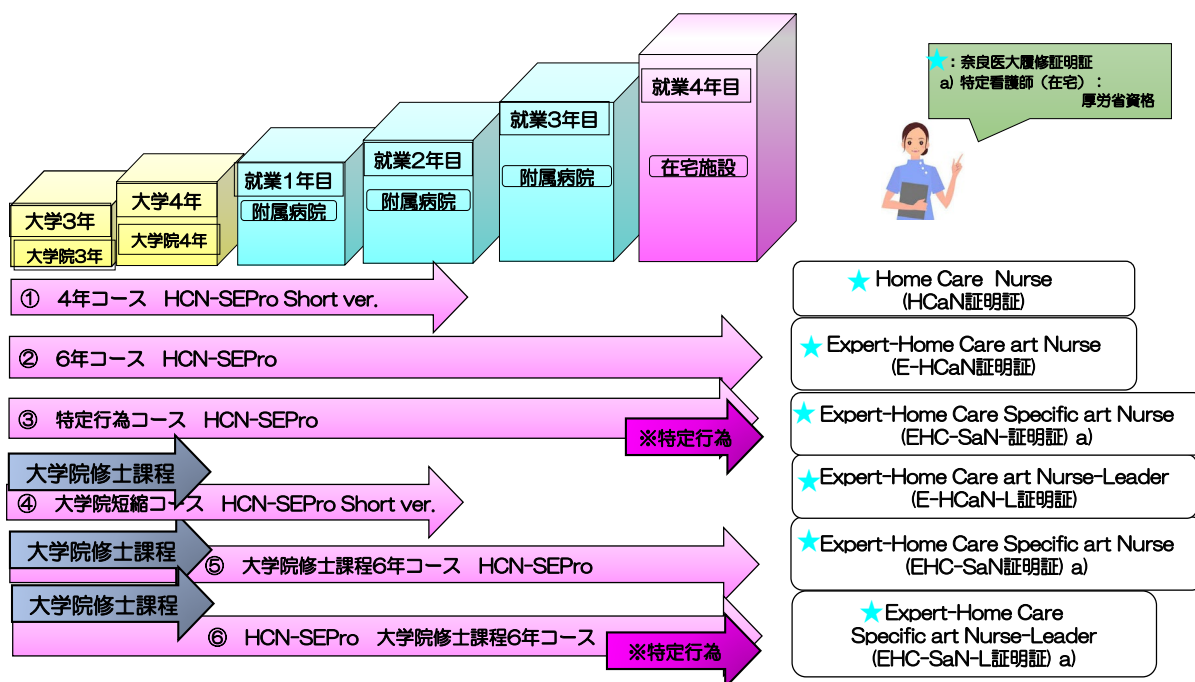 大学3年
大学院3年
大学4年
大学院4年
就業1年目
附属病院
就業2年目
附属病院
就業3年目
附属病院
就業4年目
在宅施設
★：奈良医大履修証明証
a) 特定看護師（在宅）：
厚労省資格
① 4年コース HCN-SEPro Short ver.
★ Home Care Nurse
(HCaN証明証)
② 6年コース HCN-SEPro
★ Expert-Home Care art Nurse
(E-HCaN証明証)
③ 特定行為コース HCN-SEPro
※特定行為
★ Expert-Home Care Specific art Nurse
(EHC-SaN-証明証) a)
大学院修士課程
④ 大学院短縮コース HCN-SEPro Short ver.
★ Expert-Home Care art Nurse-Leader
(E-HCaN-L証明証)
大学院修士課程
⑤ 大学院修士課程6年コース HCN-SEPro
★ Expert-Home Care Specific art Nurse
(EHC-SaN証明証) a)
大学院修士課程
⑥ HCN-SEPro 大学院修士課程6年コース
※特定行為
★ Expert-Home Care
Specific art Nurse-Leader
(EHC-SaN-L証明証) a)